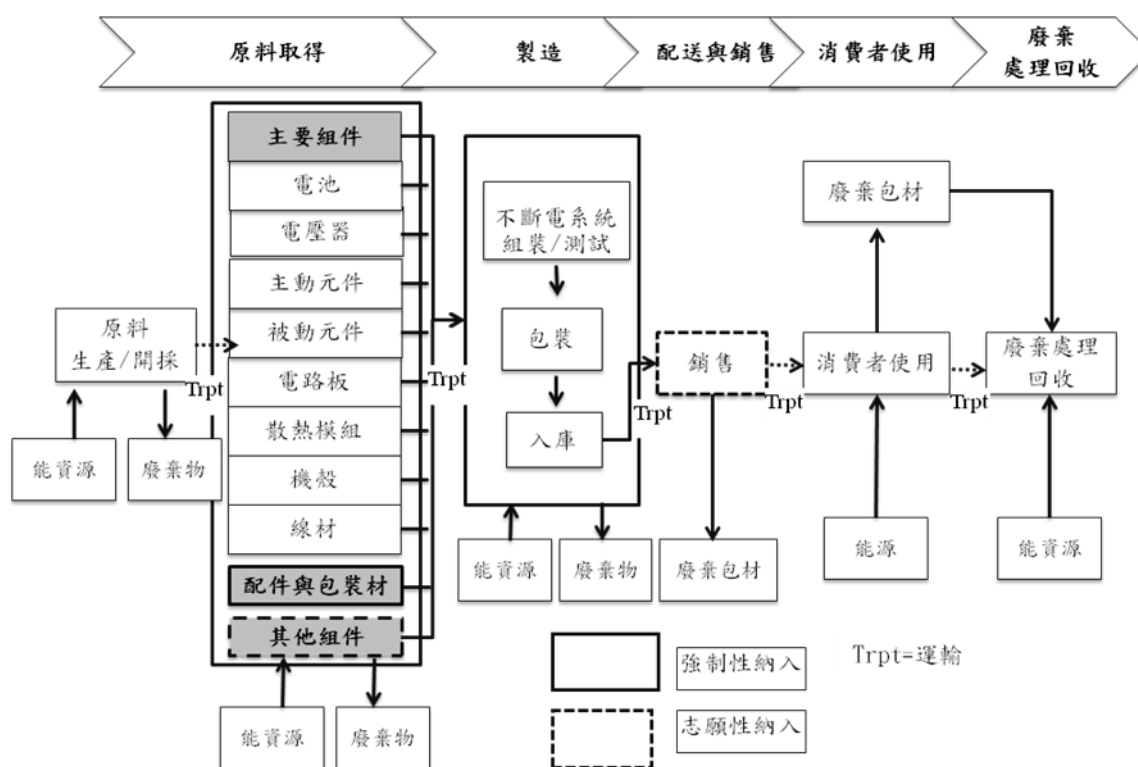 原料取得
製造
配送與銷售
消費者使用
廢棄
處理回收
主要組件
電池
電壓器
主動元件
被動元件
電路板
散熱模組
機殼
線材
配件與包裝材
其他組件
原料
生產/開採
Trpt
能資源
廢棄物
能資源
廢棄物
Trpt
不斷電系統
組裝/測試
包裝
入庫
能資源
廢棄物
Trpt
銷售
廢棄包材
Trpt
廢棄包材
消費者使用
能源
Trpt
廢棄處理
回收
能資源
強制性納入
志願性納入
Trpt=運輸